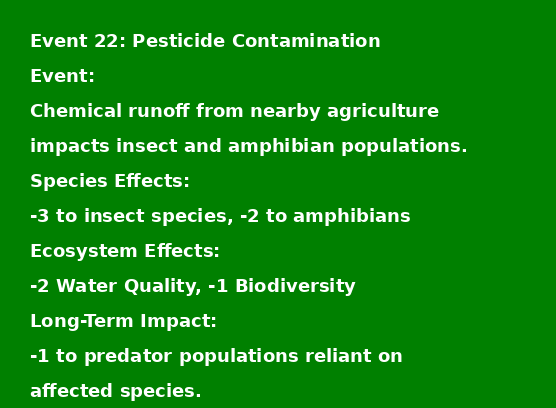 Event 22: Pesticide Contamination
Event:
Chemical runoff from nearby agriculture
impacts insect and amphibian populations.
Species Effects:
-3 to insect species, -2 to amphibians
Ecosystem Effects:
-2 Water Quality, -1 Biodiversity
Long-Term Impact:
-1 to predator populations reliant on
affected species.